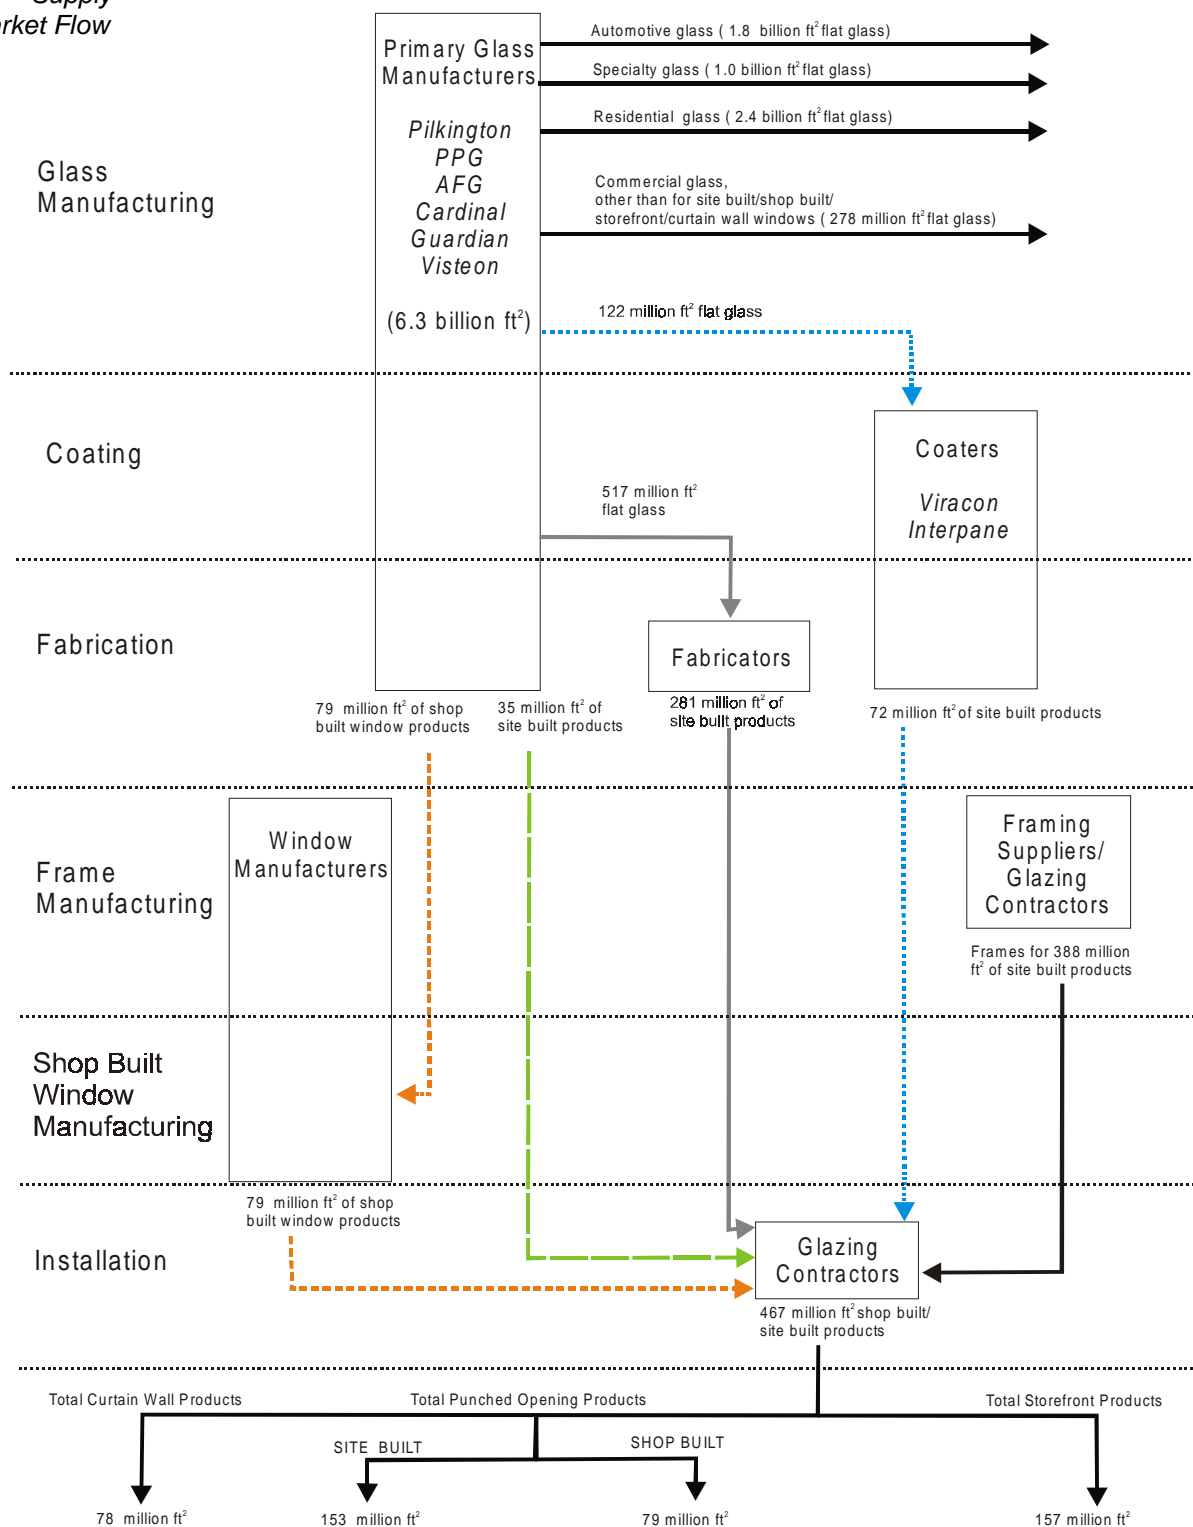 Supply
arket Flow
Primary Glass
Manufacturers
Pilkington
PPG
AFG
Cardinal
Guardian
Visteon
(6.3 billion ft²)
Automotive glass ( 1.8 billion ft² flat glass)
Specialty glass ( 1.0 billion ft² flat glass)
Residential glass ( 2.4 billion ft² flat glass)
Commercial glass,
other than for site built/shop built/
storefront/curtain wall windows ( 278 million ft² flat glass)
122 million ft² flat glass
Glass
Manufacturing
Coating
Coaters
Viracon
Interpane
517 million ft²
flat glass
Fabrication
Fabricators
79 million ft² of shop
built window products
35 million ft² of
site built products
281 million ft² of
site built products
72 million ft² of site built products
Frame
Manufacturing
Window
Manufacturers
Framing
Suppliers/
Glazing
Contractors
Frames for 388 million
ft² of site built products
Shop Built
Window
Manufacturing
79 million ft² of shop
built window products
Installation
Glazing
Contractors
467 million ft² shop built/
site built products
Total Curtain Wall Products
Total Punched Opening Products
Total Storefront Products
SITE BUILT
SHOP BUILT
78 million ft²
153 million ft²
79 million ft²
157 million ft²